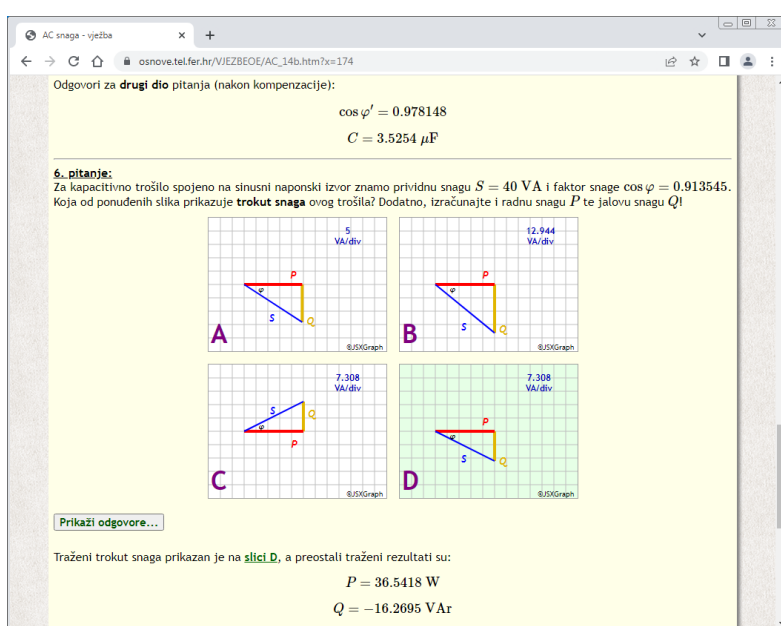 AC snaga - vježba
osnove.tel.fer.hr/VJEZBEOE/AC_14b.htm?x=174
Odgovori za drugi dio pitanja (nakon kompenzacije):
cos φ′ = 0.978148
C = 3.5254 μF
6. pitanje:
Za kapacitivno trošilo spojeno na sinusni naponski izvor znamo prividnu snagu S = 40 VA i faktor snage cos φ = 0.913545.
Koja od ponuđenih slika prikazuje trokut snaga ovog trošila? Dodatno, izračunajte i radnu snagu P te jalovu snagu Q!
5
VA/div
P
φ
S
Q
A
©JSXGraph
12.944
VA/div
P
φ
S
Q
B
©JSXGraph
7.308
VA/div
S
Q
φ
P
C
©JSXGraph
7.308
VA/div
P
φ
S
Q
D
©JSXGraph
Prikaži odgovore...
Traženi trokut snaga prikazan je na slici D, a preostali traženi rezultati su:
P = 36.5418 W
Q = −16.2695 VAr